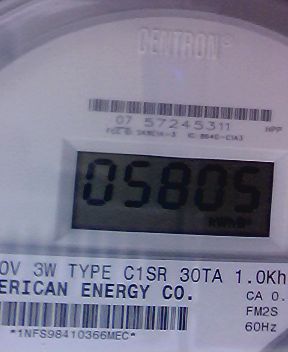 CENTRON®
07 57245311
HPP
05805
0V 3W TYPE C1SR 30TA 1.0Kh
ERICAN ENERGY CO.
CA 0.
FM2S
60Hz
*1NFS98410366MEC*